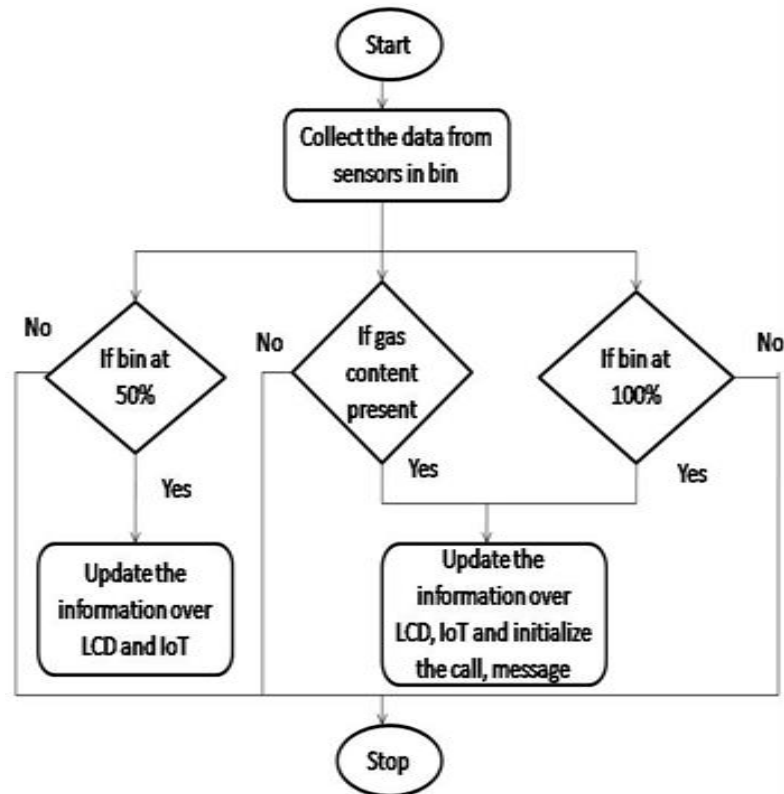 Start
Collect the data from
sensors in bin
No
If bin at
50%
Yes
No
If gas
content
present
Yes
If bin at
100%
No
Yes
Update the
information over
LCD and IoT
Update the
information over
LCD, IoT and initialize
the call, message
Stop